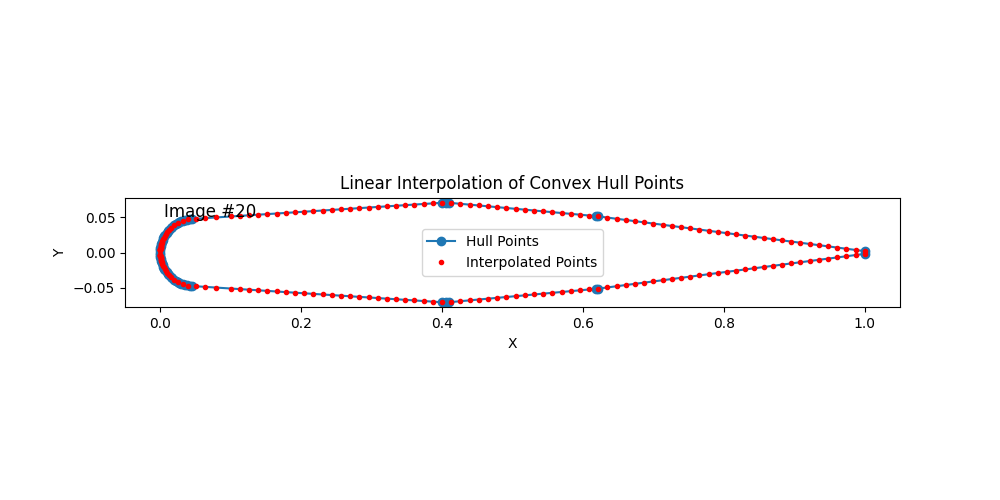 Linear Interpolation of Convex Hull Points
Image #20
Hull Points
Interpolated Points
Y
0.05
0.00
−0.05
0.0 0.2 0.4 0.6 0.8 1.0
X